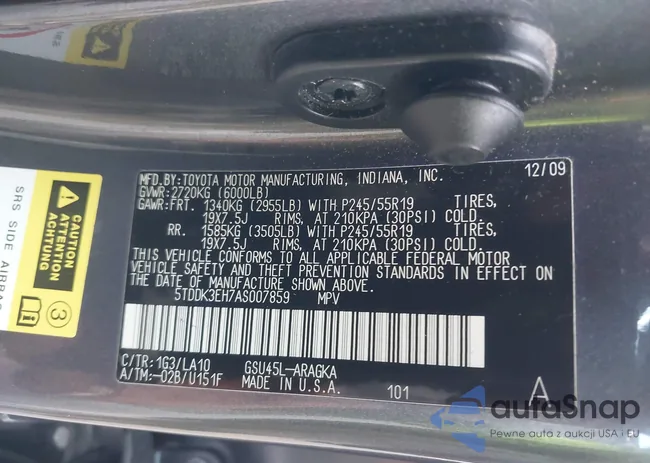 MFD.BY:TOYOTA MOTOR MANUFACTURING, INDIANA, INC. 12/09
GVWR:2720KG (6000LB)
GAWR:FRT. 1340KG (2955LB) WITH P245/55R19 TIRES,
19X7.5J RIMS, AT 210KPA (30PSI) COLD.
RR. 1585KG (3505LB) WITH P245/55R19 TIRES,
19X7.5J RIMS, AT 210KPA (30PSI) COLD.
THIS VEHICLE CONFORMS TO ALL APPLICABLE FEDERAL MOTOR
VEHICLE SAFETY AND THEFT PREVENTION STANDARDS IN EFFECT ON
THE DATE OF MANUFACTURE SHOWN ABOVE.
5TDDK3EH7AS007859 MPV
C/TR:1G3/LA10 GSU45L-ARAGKA
A/TM:-02B/U151F MADE IN U.S.A. 101 A
CAUTION
ATTENTION
ACHTUNG
SRS SIDE AIRBAG
3
autoSnap
Pewne auta z aukcji USA i EU